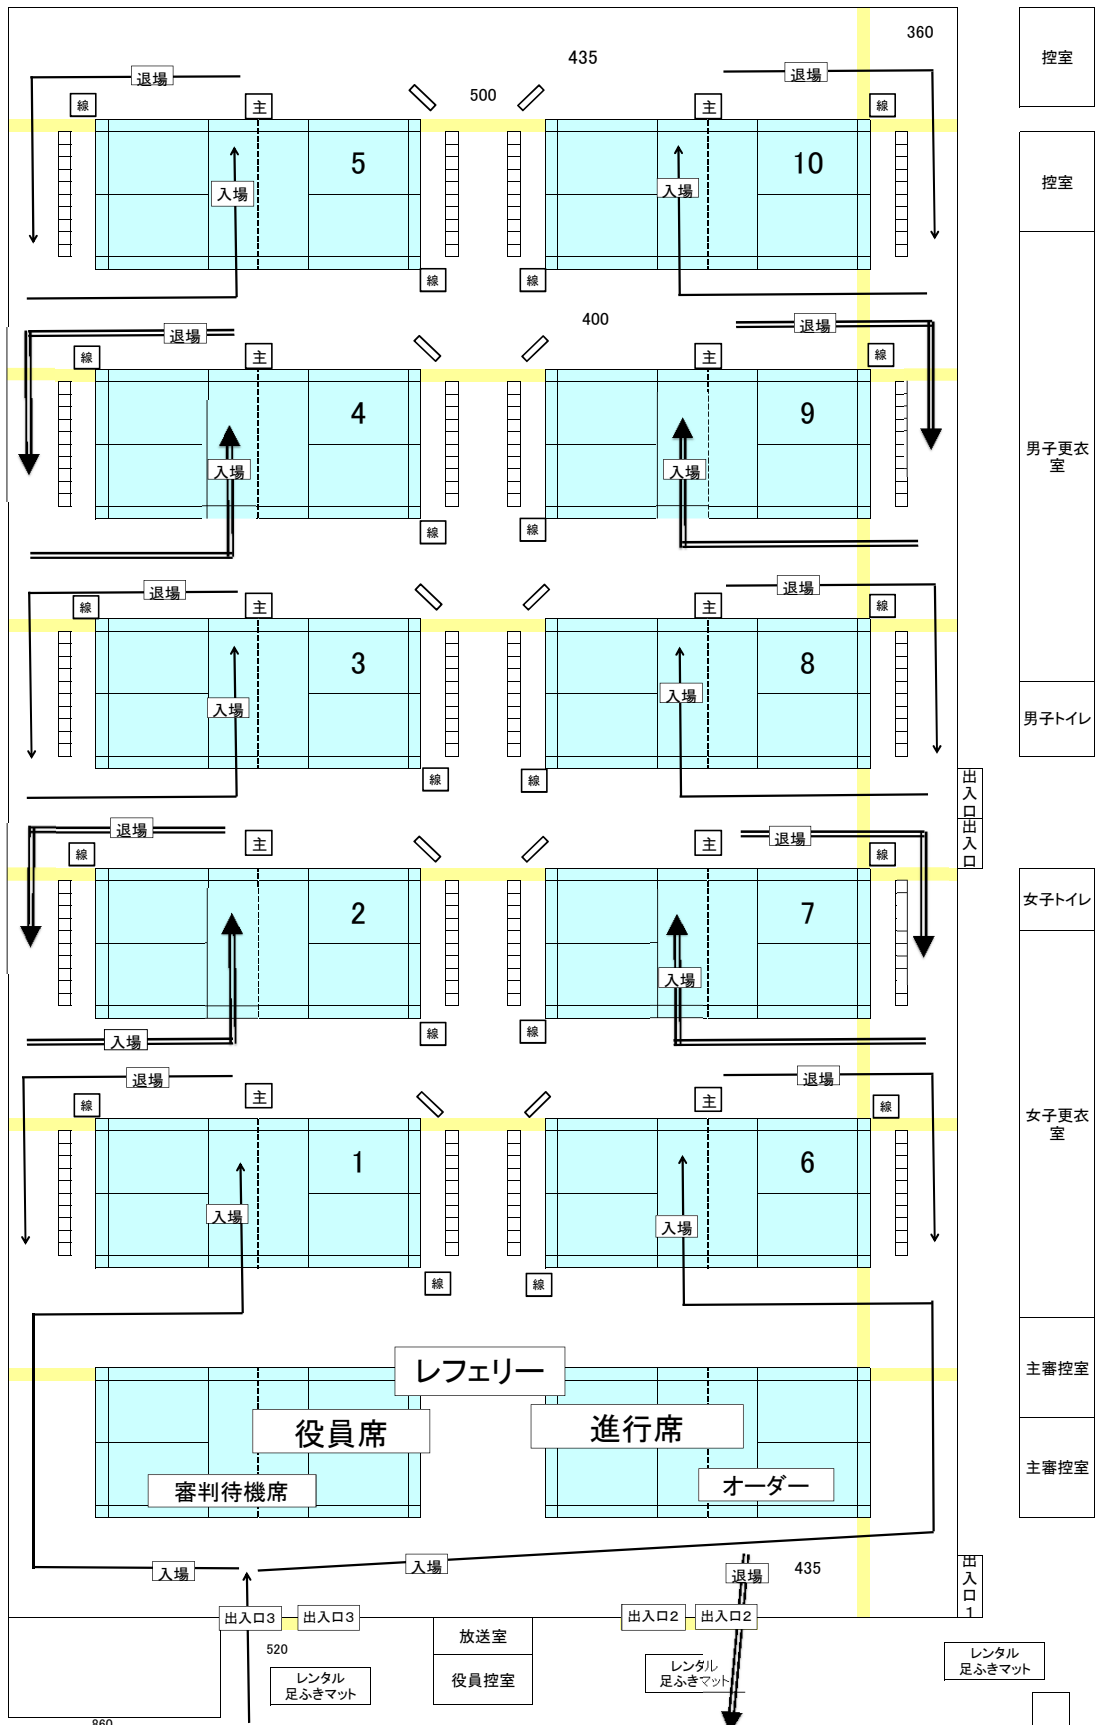 360
控室
435
退場
退場
500
線
主
主
線
5
10
入場
入場
控室
線
線
400
退場
退場
線
主
主
線
4
9
入場
入場
男子更衣
室
線
線
退場
退場
線
主
主
線
3
8
入場
入場
男子トイレ
線
線
出入口
出入口
退場
退場
線
主
主
線
2
7
女子トイレ
入場
入場
線
線
退場
退場
線
主
主
線
女子更衣
室
1
6
入場
入場
線
線
レフェリー
主審控室
役員席
進行席
審判待機席
オーダー
主審控室
入場
入場
退場
435
出入口1
出入口3
出入口3
出入口2
出入口2
520
放送室
役員控室
レンタル
足ふきマット
レンタル
足ふきマット
レンタル
足ふきマット
860